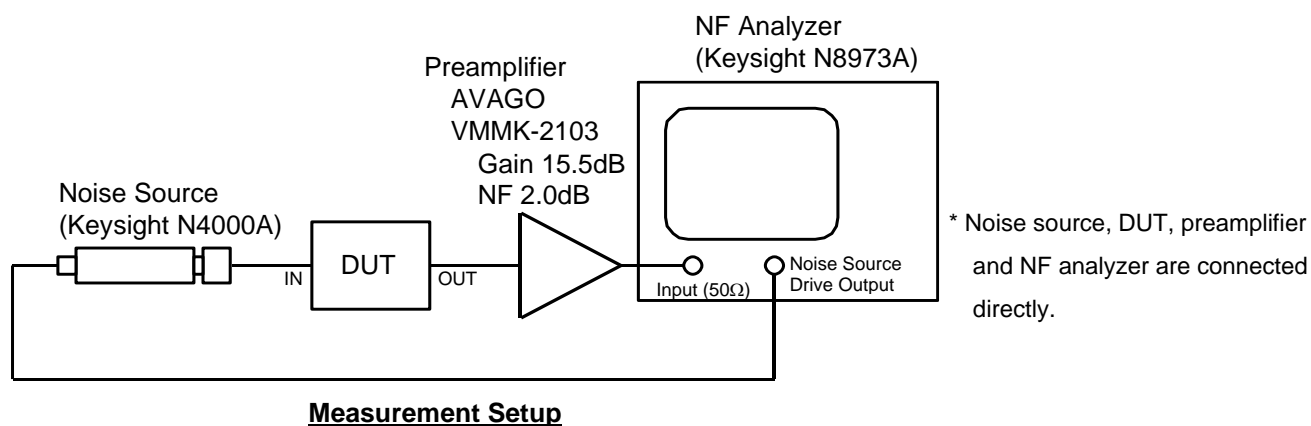 NF Analyzer
(Keysight N8973A)
Preamplifier
AVAGO
VMMK-2103
Gain 15.5dB
NF 2.0dB
Noise Source
(Keysight N4000A)
IN
DUT
OUT
Input (50Ω)
Noise Source
Drive Output
* Noise source, DUT, preamplifier
and NF analyzer are connected
directly.
Measurement Setup